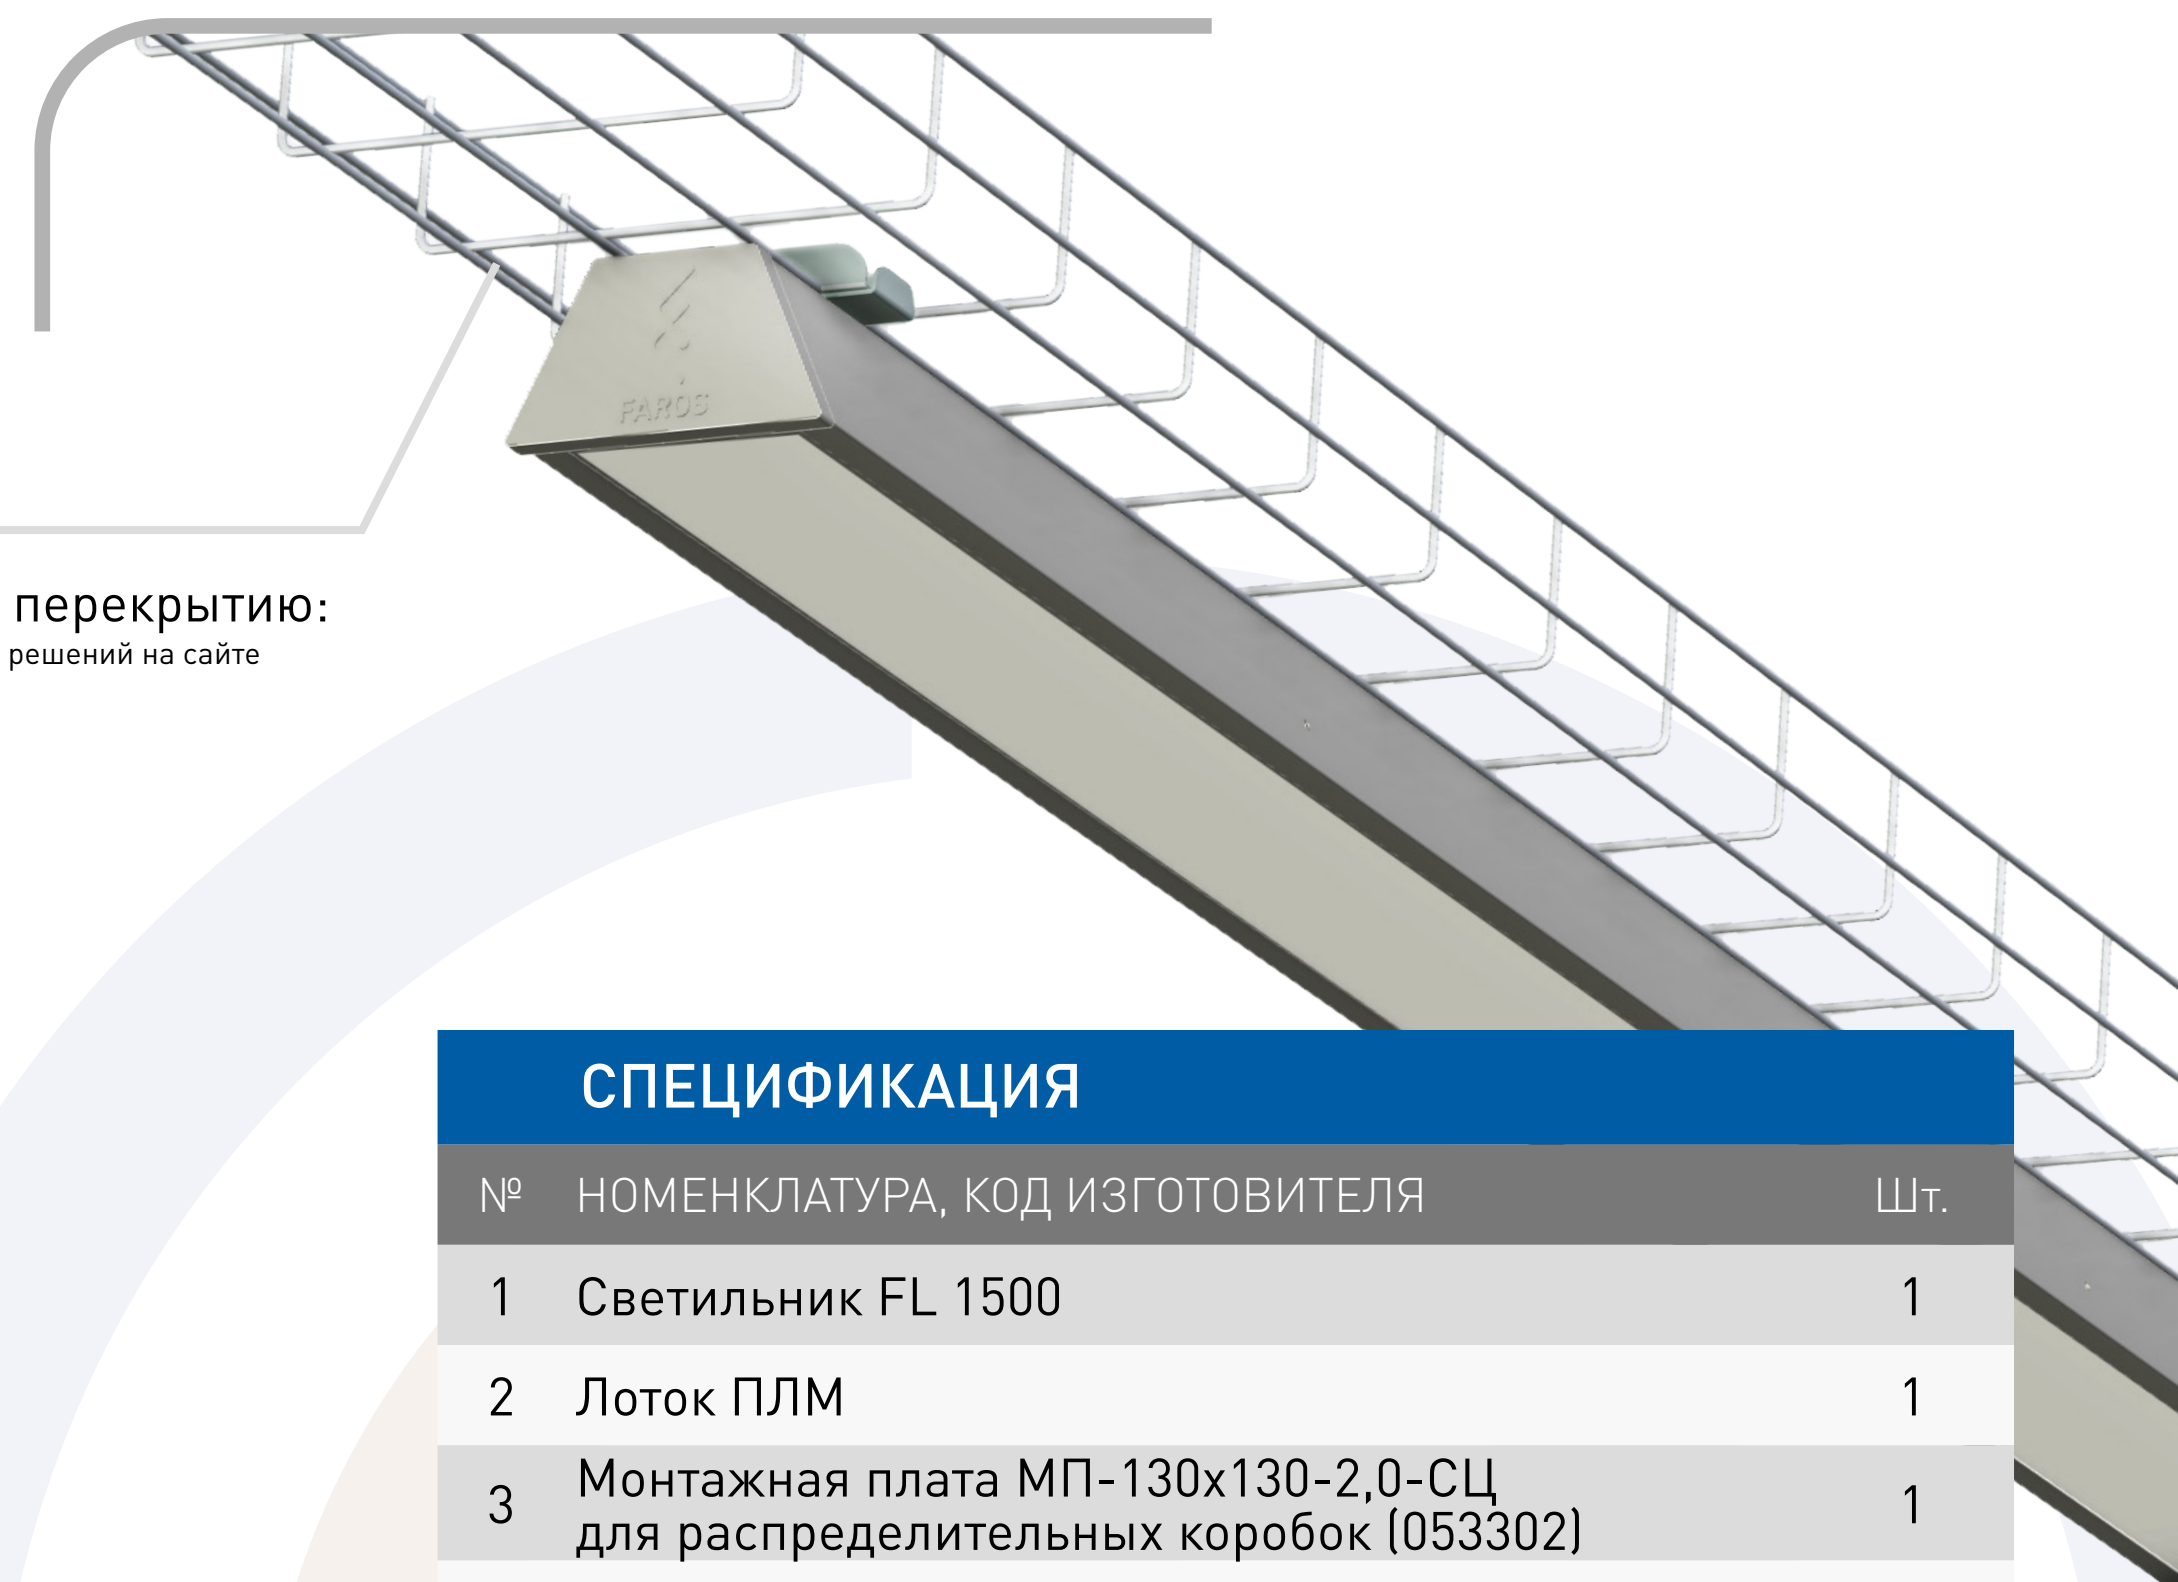 FAROS
перекрытию:
решений на сайте
СПЕЦИФИКАЦИЯ
№ НОМЕНКЛАТУРА, КОД ИЗГОТОВИТЕЛЯ Шт.
1 Светильник FL 1500 1
2 Лоток ПЛМ 1
3 Монтажная плата МП-130х130-2,0-СЦ
для распределительных коробок (053302) 1